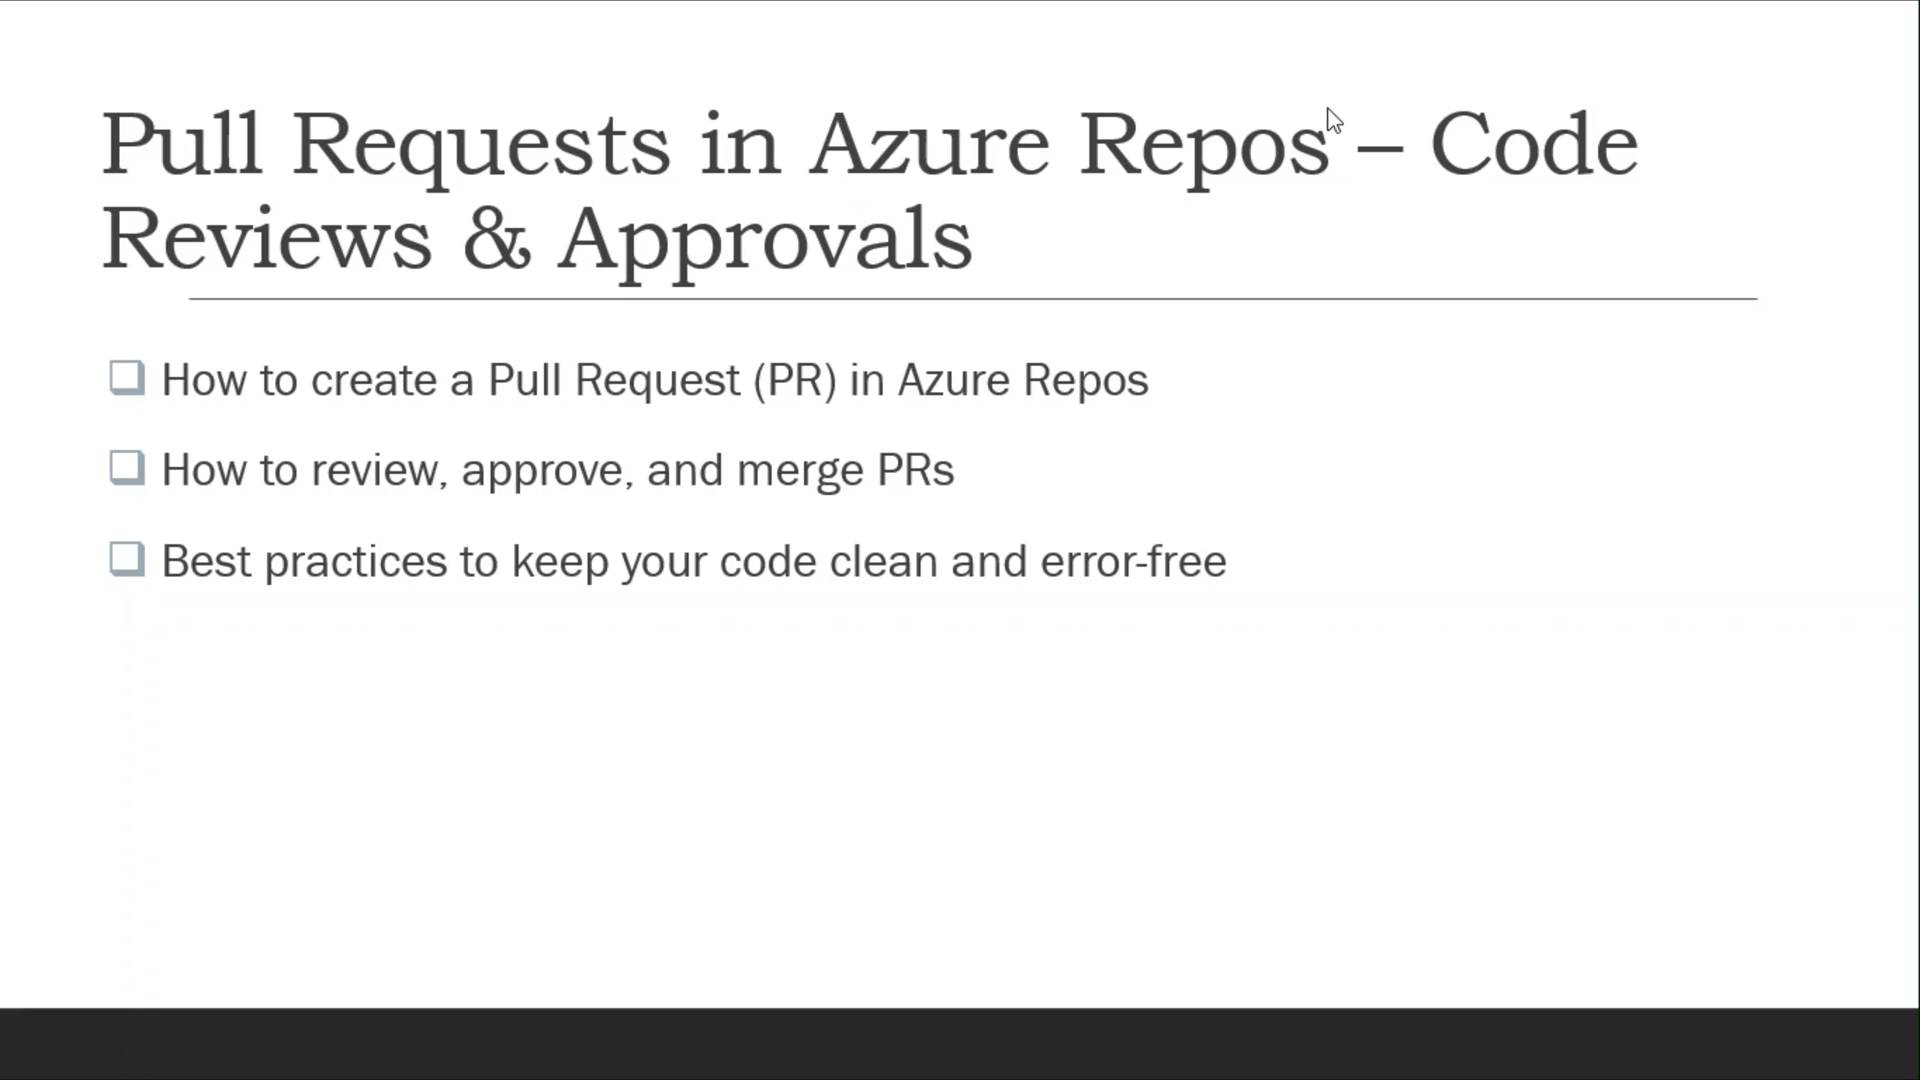 Pull Requests in Azure Repos – Code
Reviews & Approvals
How to create a Pull Request (PR) in Azure Repos
How to review, approve, and merge PRs
Best practices to keep your code clean and error-free